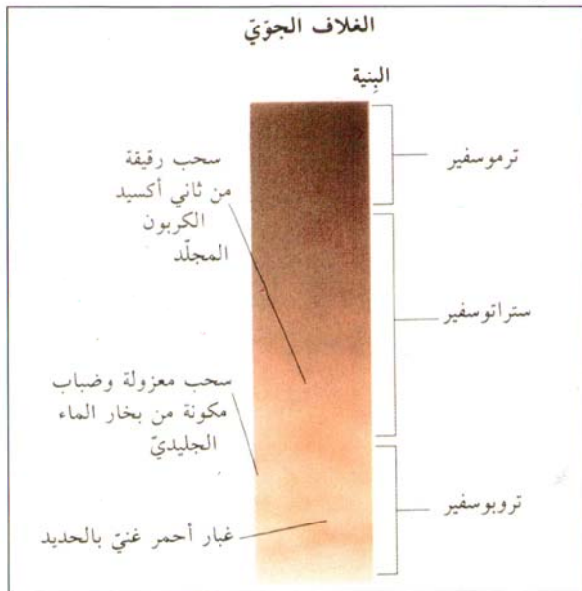 الغلاف الجوّيّ
البِنية
ترموسفير
سحب رقيقة
من ثاني أكسيد
الكربون
المجلّد
ستراتوسفير
سحب معزولة وضباب
مكونة من بخار الماء
الجليديّ
تروبوسفير
غبار أحمر غنيّ بالحديد